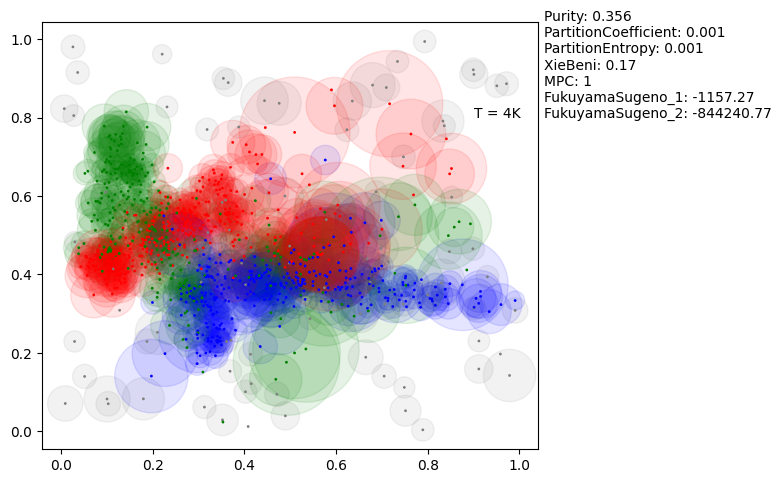 Purity: 0.356
PartitionCoefficient: 0.001
PartitionEntropy: 0.001
XieBeni: 0.17
MPC: 1
FukuyamaSugeno_1: -1157.27
FukuyamaSugeno_2: -844240.77
T = 4K
1.0
0.8
0.6
0.4
0.2
0.0
0.0 0.2 0.4 0.6 0.8 1.0